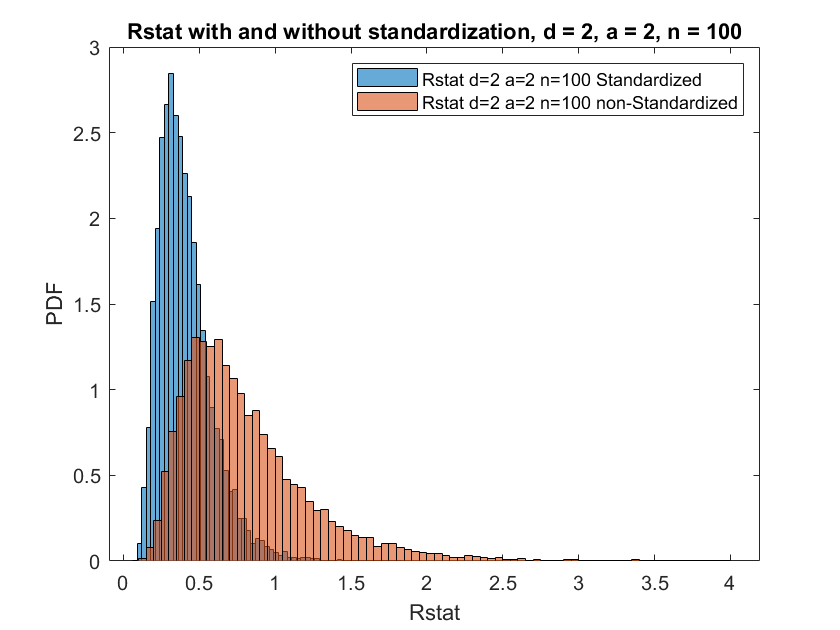 Rstat with and without standardization, d = 2, a = 2, n = 100
Rstat d=2 a=2 n=100 Standardized
Rstat d=2 a=2 n=100 non-Standardized
PDF
3
2.5
2
1.5
1
0.5
0
0 0.5 1 1.5 2 2.5 3 3.5 4
Rstat